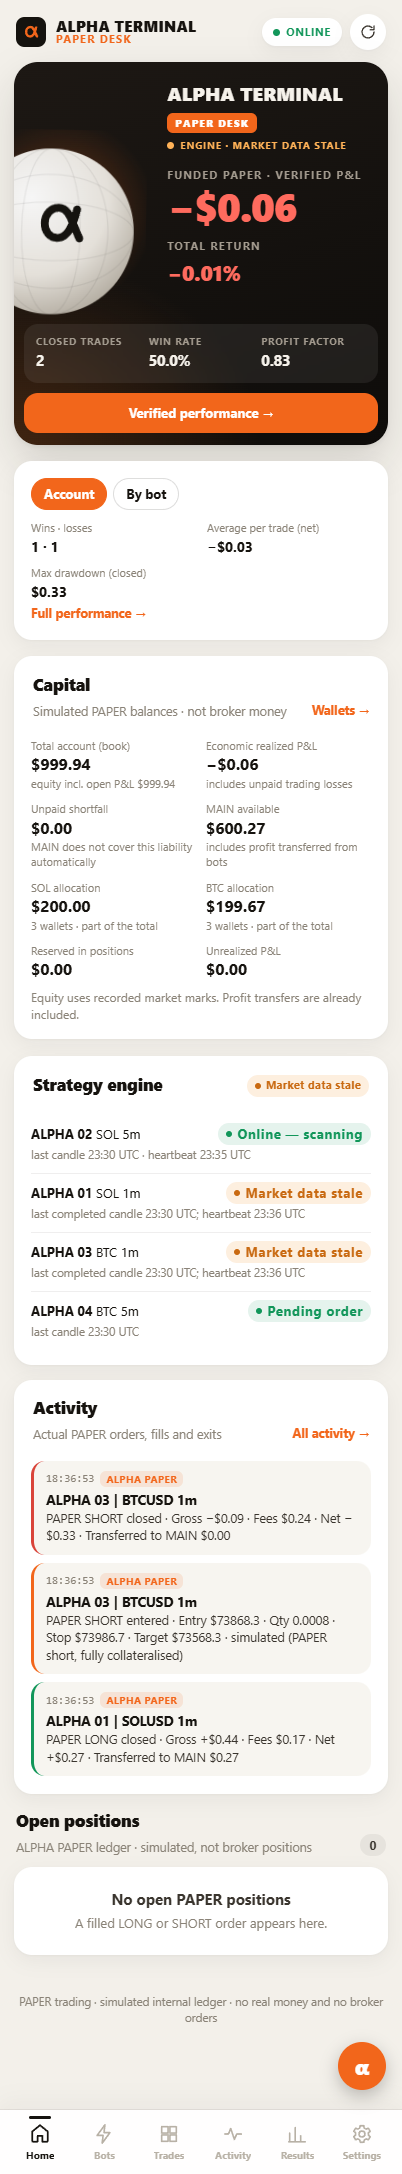 α ALPHA TERMINAL
PAPER DESK
ONLINE
ALPHA TERMINAL
PAPER DESK
ENGINE · MARKET DATA STALE
FUNDED PAPER · VERIFIED P&L
−$0.06
TOTAL RETURN
−0.01%
α
CLOSED TRADES WIN RATE PROFIT FACTOR
2 50.0% 0.83
Verified performance →
Account By bot
Wins · losses Average per trade (net)
1 · 1 −$0.03
Max drawdown (closed)
$0.33
Full performance →
Capital
Simulated PAPER balances · not broker money Wallets →
Total account (book) Economic realized P&L
$999.94 −$0.06
equity incl. open P&L $999.94 includes unpaid trading losses
Unpaid shortfall MAIN available
$0.00 $600.27
MAIN does not cover this liability includes profit transferred from
automatically bots
SOL allocation BTC allocation
$200.00 $199.67
3 wallets · part of the total 3 wallets · part of the total
Reserved in positions Unrealized P&L
$0.00 $0.00
Equity uses recorded market marks. Profit transfers are already
included.
Strategy engine Market data stale
ALPHA 02 SOL 5m Online — scanning
last candle 23:30 UTC · heartbeat 23:35 UTC
ALPHA 01 SOL 1m Market data stale
last completed candle 23:30 UTC; heartbeat 23:36 UTC
ALPHA 03 BTC 1m Market data stale
last completed candle 23:30 UTC; heartbeat 23:36 UTC
ALPHA 04 BTC 5m Pending order
last candle 23:30 UTC
Activity
Actual PAPER orders, fills and exits All activity →
18:36:53 ALPHA PAPER
ALPHA 03 | BTCUSD 1m
PAPER SHORT closed · Gross −$0.09 · Fees $0.24 · Net −
$0.33 · Transferred to MAIN $0.00
18:36:53 ALPHA PAPER
ALPHA 03 | BTCUSD 1m
PAPER SHORT entered · Entry $73868.3 · Qty 0.0008 ·
Stop $73986.7 · Target $73568.3 · simulated (PAPER
short, fully collateralised)
18:36:53 ALPHA PAPER
ALPHA 01 | SOLUSD 1m
PAPER LONG closed · Gross +$0.44 · Fees $0.17 · Net
+$0.27 · Transferred to MAIN $0.27
Open positions
ALPHA PAPER ledger · simulated, not broker positions 0
No open PAPER positions
A filled LONG or SHORT order appears here.
PAPER trading · simulated internal ledger · no real money and no broker
orders
α
Home Bots Trades Activity Results Settings